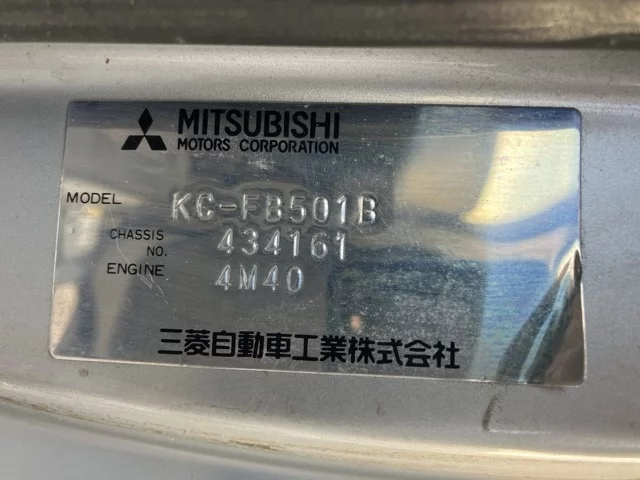 MITSUBISHI
MOTORS CORPORATION
MODEL KC-FB501B
CHASSIS NO. 434161
ENGINE 4M40
三菱自動車工業株式会社